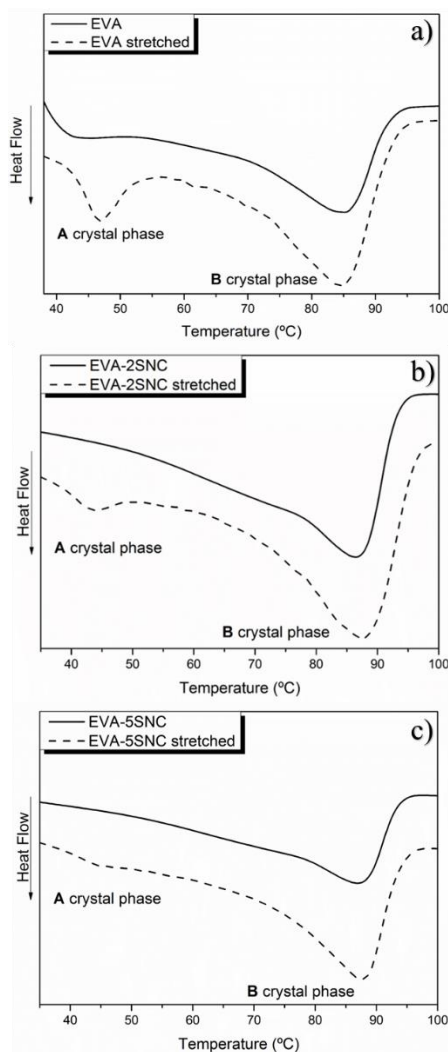 EVA
EVA stretched
a)
Heat Flow
A crystal phase
B crystal phase
40 50 60 70 80 90 100
Temperature (ºC)
EVA-2SNC
EVA-2SNC stretched
b)
Heat Flow
A crystal phase
B crystal phase
40 50 60 70 80 90 100
Temperature (ºC)
EVA-5SNC
EVA-5SNC stretched
c)
Heat Flow
A crystal phase
B crystal phase
40 50 60 70 80 90 100
Temperature (ºC)